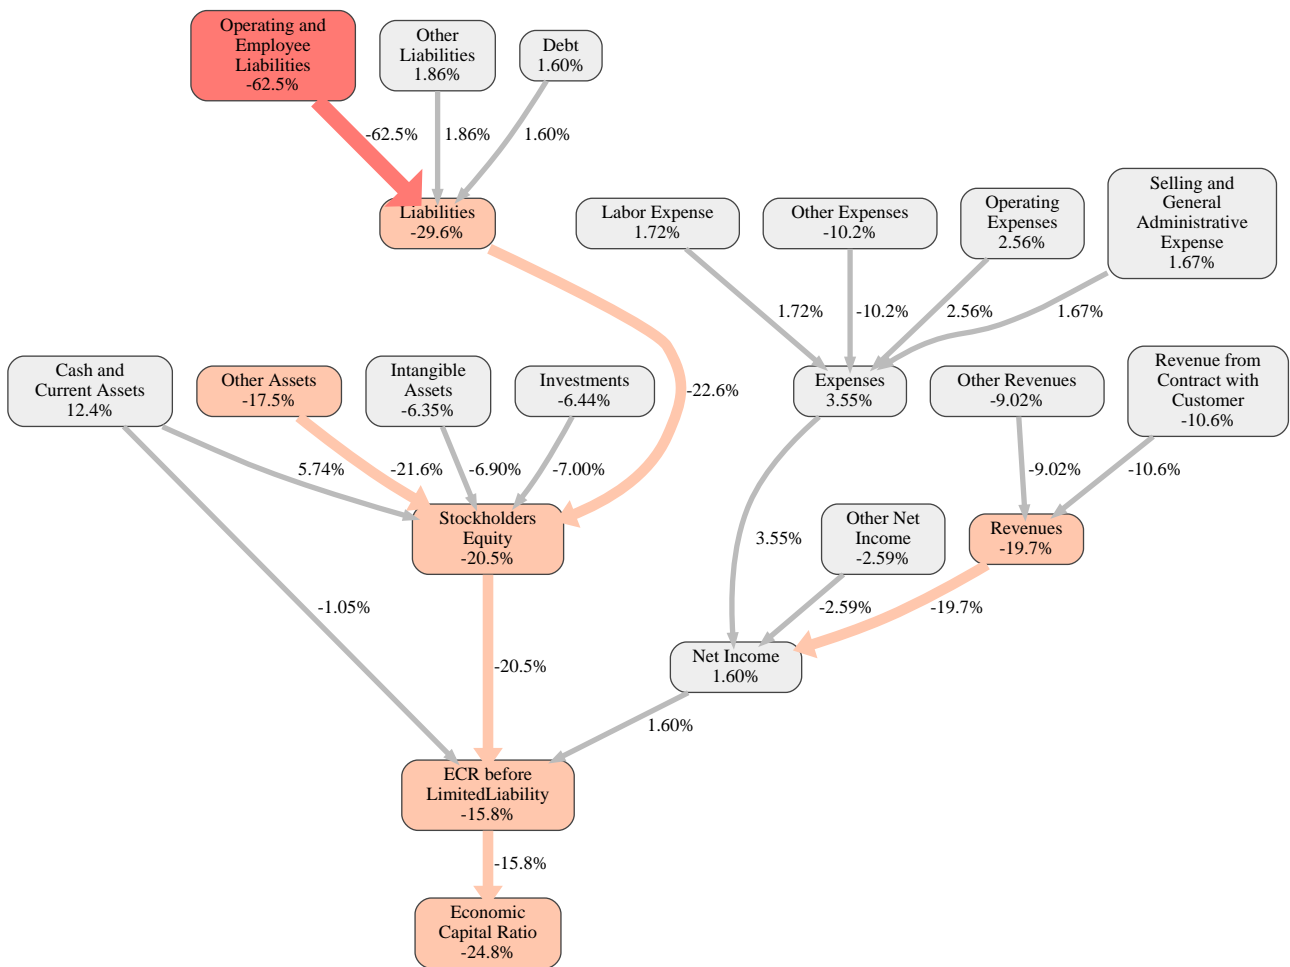 Operating and
Employee
Liabilities
-62.5%
Other
Liabilities
1.86%
Debt
1.60%
-62.5%
1.86%
1.60%
Liabilities
-29.6%
Labor Expense
1.72%
Other Expenses
-10.2%
Operating
Expenses
2.56%
Selling and
General
Administrative
Expense
1.67%
1.72%
-10.2%
2.56%
1.67%
Cash and
Current Assets
12.4%
Other Assets
-17.5%
Intangible
Assets
-6.35%
Investments
-6.44%
-22.6%
Expenses
3.55%
Other Revenues
-9.02%
Revenue from
Contract with
Customer
-10.6%
5.74%
-21.6%
-6.90%
-7.00%
-9.02%
-10.6%
Stockholders
Equity
-20.5%
3.55%
Other Net
Income
-2.59%
Revenues
-19.7%
-1.05%
-2.59%
-19.7%
-20.5%
Net Income
1.60%
1.60%
ECR before
LimitedLiability
-15.8%
-15.8%
Economic
Capital Ratio
-24.8%